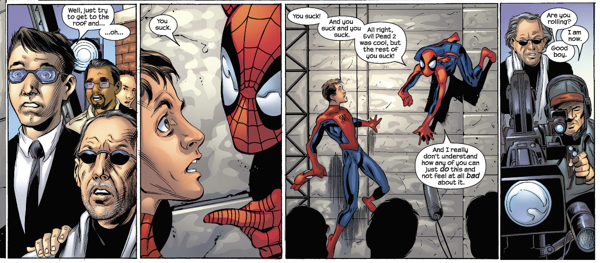 Well, just try
to get to the
roof and...
...oh...
You
suck.
You suck!
And you
suck and you
suck.
All right,
Evil Dead 2
was cool, but
the rest of
you suck!
And I really
don't understand
how any of you can
just do this and
not feel at all bad
about it.
Are you
rolling?
I am
now.
Good
boy.